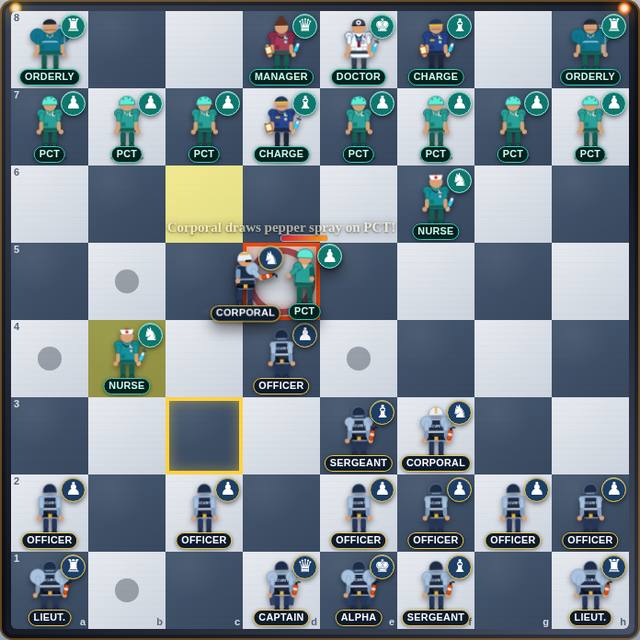 8
ORDERLY MANAGER DOCTOR CHARGE ORDERLY
7
PCT PCT PCT CHARGE PCT PCT PCT PCT
6
Corporal draws pepper spray on PCT!
NURSE
5
CORPORAL PCT
4
NURSE OFFICER
3
SERGEANT CORPORAL
2
OFFICER OFFICER OFFICER OFFICER OFFICER OFFICER
1
LIEUT. CAPTAIN ALPHA SERGEANT LIEUT.
a b c d e f g h